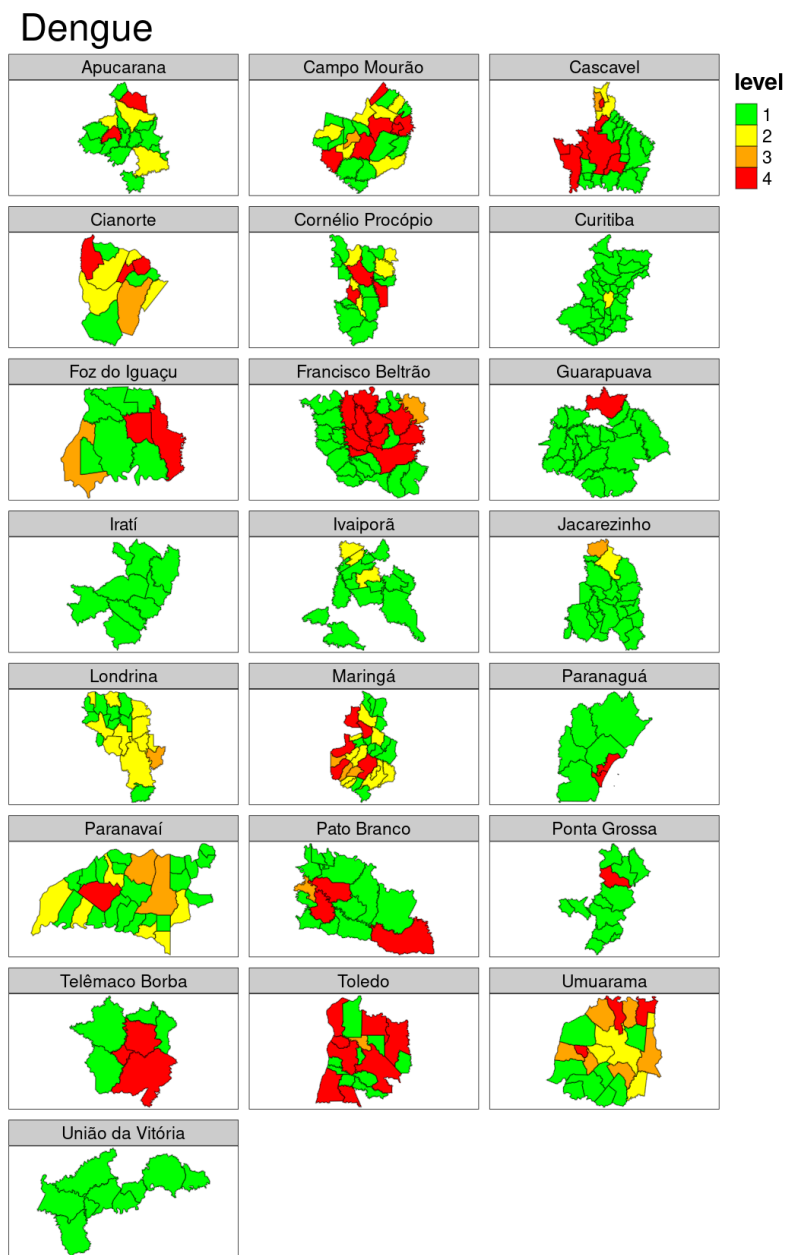 Dengue
Apucarana
Campo Mourão
Cascavel
level
1
2
3
4
Cianorte
Cornélio Procópio
Curitiba
Foz do Iguaçu
Francisco Beltrão
Guarapuava
Iratí
Ivaiporã
Jacarezinho
Londrina
Maringá
Paranaguá
Paranavaí
Pato Branco
Ponta Grossa
Telêmaco Borba
Toledo
Umuarama
União da Vitória